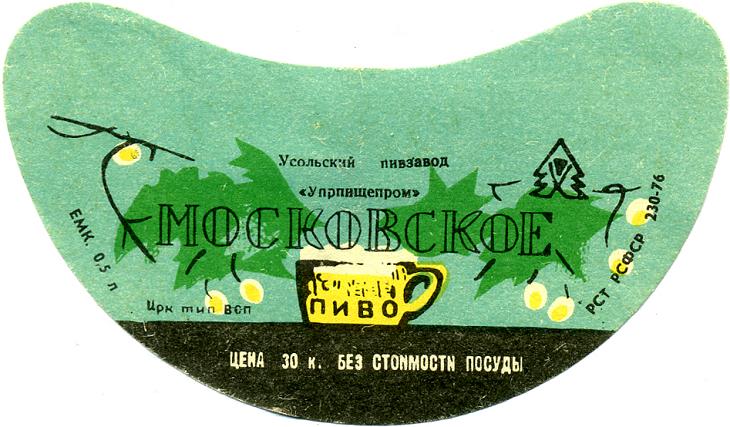 Усольский пивзавод
«Упрпищепром»
МОСКОВСКОЕ
ПИВО
ЕМК. 0,5 л
РСТ РСФСР 230-76
Ирк тип ВСП
ЦЕНА 30 к. БЕЗ СТОИМОСТИ ПОСУДЫ